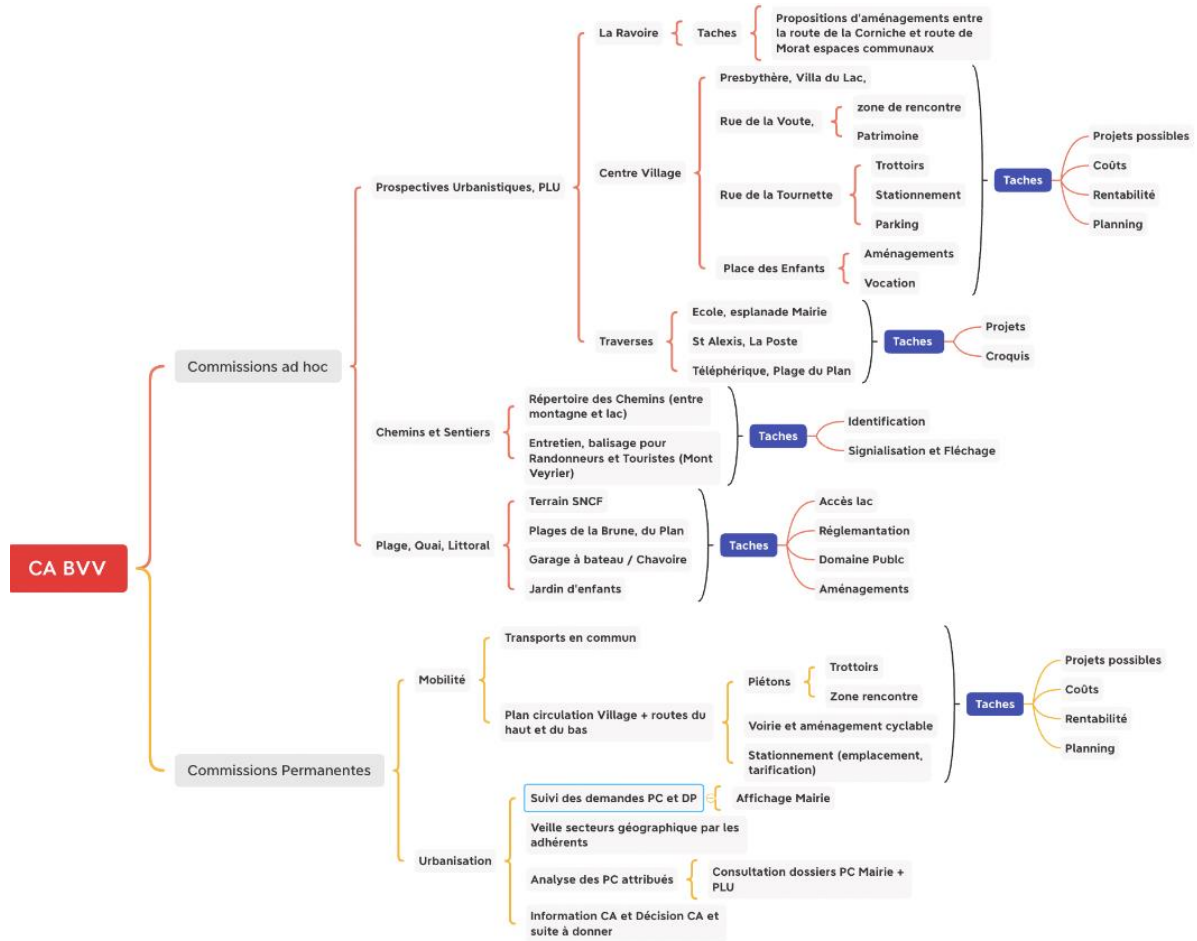 CA BVV
Commissions ad hoc
Prospectives Urbanistiques, PLU
La Ravoire
Taches
Propositions d'aménagements entre
la route de la Corniche et route de
Morat espaces communaux
Centre Village
Presbythère, Villa du Lac,
Rue de la Voute,
zone de rencontre
Patrimoine
Rue de la Tournette
Trottoirs
Stationnement
Parking
Place des Enfants
Aménagements
Vocation
Taches
Projets possibles
Coûts
Rentabilité
Planning
Traverses
Ecole, esplanade Mairie
St Alexis, La Poste
Téléphérique, Plage du Plan
Taches
Projets
Croquis
Chemins et Sentiers
Répertoire des Chemins (entre
montagne et lac)
Entretien, balisage pour
Randonneurs et Touristes (Mont
Veyrier)
Taches
Identification
Signialisation et Fléchage
Plage, Quai, Littoral
Terrain SNCF
Plages de la Brune, du Plan
Garage à bateau / Chavoire
Jardin d'enfants
Taches
Accès lac
Réglemantation
Domaine Publc
Aménagements
Commissions Permanentes
Mobilité
Transports en commun
Plan circulation Village + routes du
haut et du bas
Piétons
Trottoirs
Zone rencontre
Voirie et aménagement cyclable
Stationnement (emplacement,
tarification)
Taches
Projets possibles
Coûts
Rentabilité
Planning
Urbanisation
Suivi des demandes PC et DP
Affichage Mairie
Veille secteurs géographique par les
adhérents
Analyse des PC attribués
Consultation dossiers PC Mairie +
PLU
Information CA et Décision CA et
suite à donner